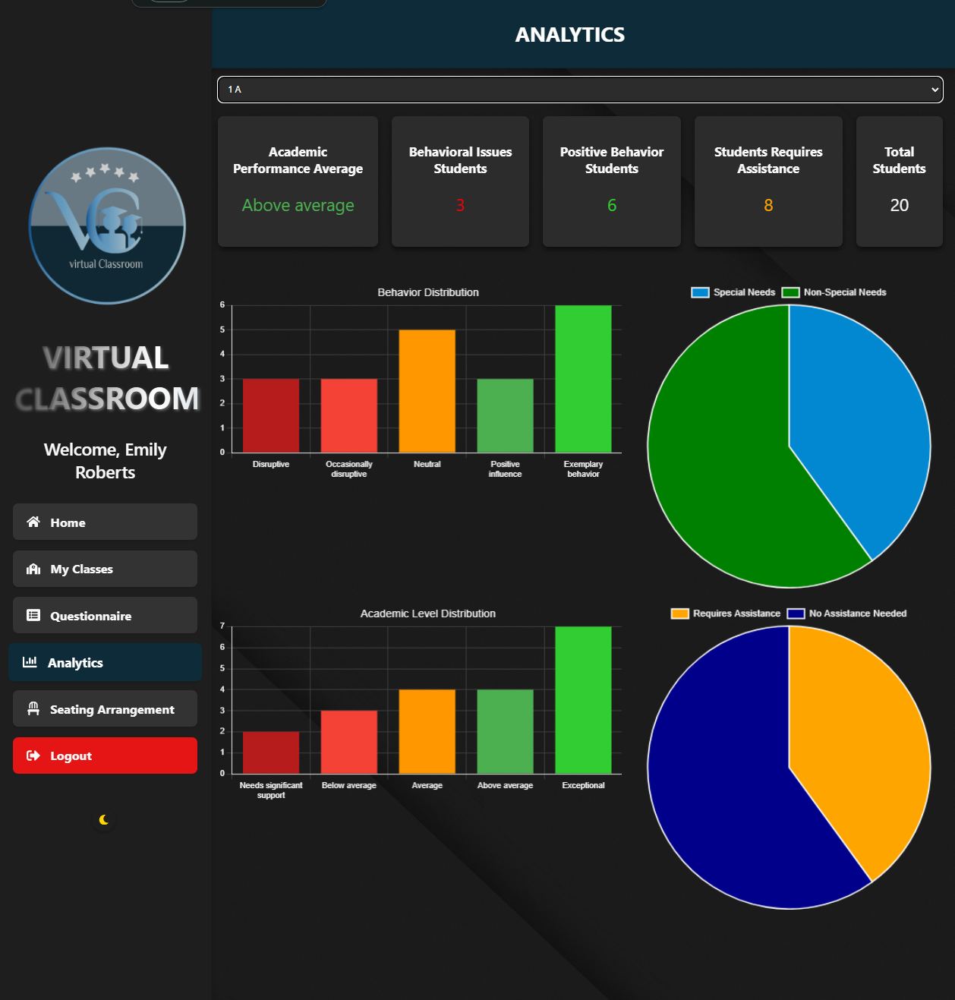 ANALYTICS
1 A
virtual Classroom
VIRTUAL
CLASSROOM
Welcome, Emily
Roberts
Home
My Classes
Questionnaire
Analytics
Seating Arrangement
Logout
Academic
Performance Average
Above average
Behavioral Issues
Students
3
Positive Behavior
Students
6
Students Requires
Assistance
8
Total
Students
20
Behavior Distribution
6
5
4
3
2
1
0
Disruptive
Occasionally
disruptive
Neutral
Positive
influence
Exemplary
behavior
Special Needs
Non-Special Needs
Academic Level Distribution
7
6
5
4
3
2
1
0
Needs significant
support
Below average
Average
Above average
Exceptional
Requires Assistance
No Assistance Needed